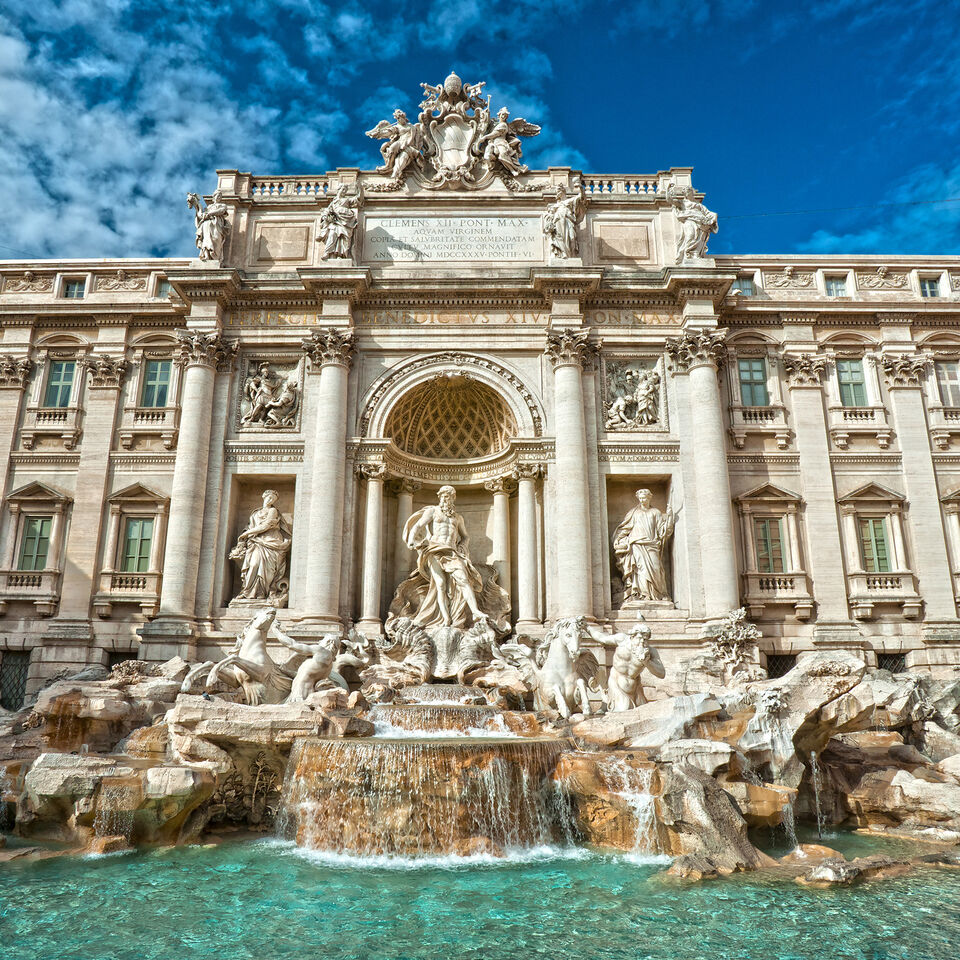 CLEMENS XII · PONT · MAX ·
AQVAM VIRGINEM
COPIA ET SALVBRITATE COMMENDATAM
CVLTV MAGNIFICO ORNAVIT
ANNO DOMINI MDCCXXXV · PONTIF · VI
BENEDICTVS XIV PON · MAX